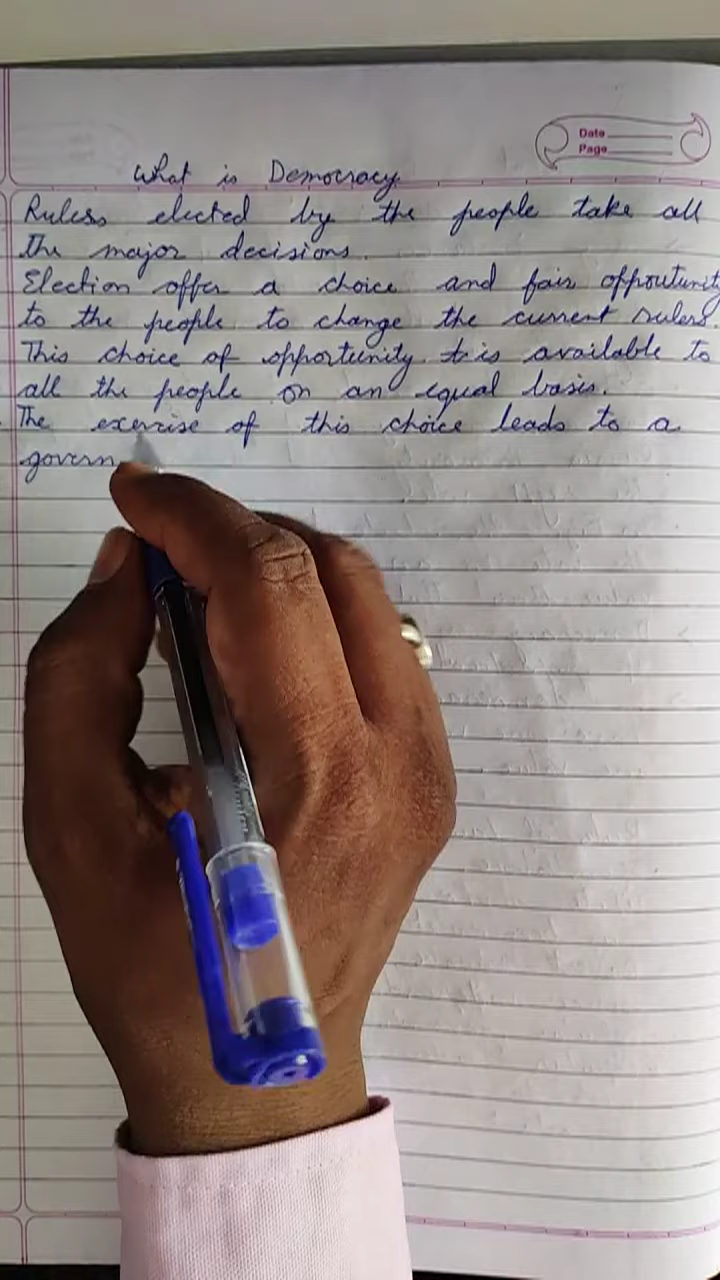 Date
Page
What is Democracy
Rulers elected by the people take all
the major decisions.
Election offer a choice and fair opportunity
to the people to change the current rulers.
This choice of opportunity is available to
all the people on an equal basis.
The exercise of this choice leads to a
govern